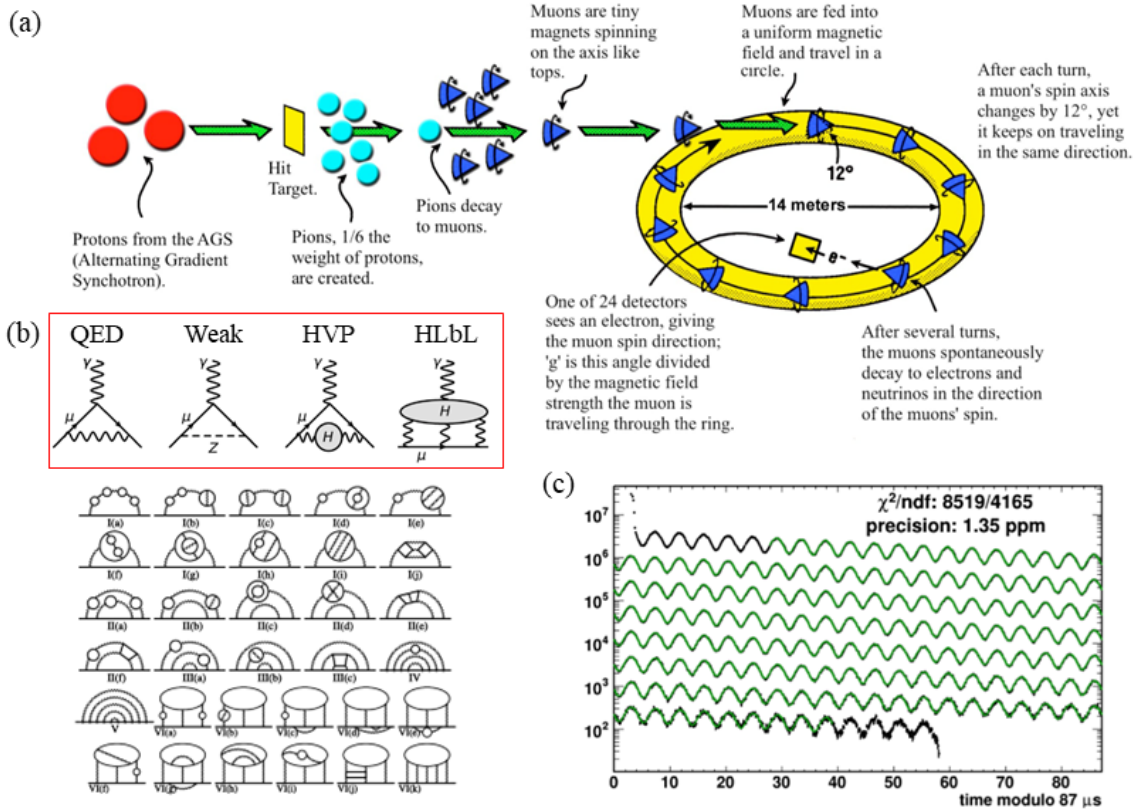 (a)
Muons are tiny
magnets spinning
on the axis like
tops.
Muons are fed into
a uniform magnetic
field and travel in a
circle.
After each turn,
a muon's spin axis
changes by 12°, yet
it keeps on traveling
in the same direction.
Hit
Target.
12°
14 meters
Pions decay
to muons.
Protons from the AGS
(Alternating Gradient
Synchotron).
Pions, 1/6 the
weight of protons,
are created.
e-
One of 24 detectors
sees an electron, giving
the muon spin direction;
'g' is this angle divided
by the magnetic field
strength the muon is
traveling through the ring.
After several turns,
the muons spontaneously
decay to electrons and
neutrinos in the direction
of the muons' spin.
(b)
QED Weak HVP HLbL
γ γ γ γ
μ μ μ H
Z H μ
I(a) I(b) I(c) I(d) I(e)
I(f) I(g) I(h) I(i) I(j)
II(a) II(b) II(c) II(d) II(e)
II(f) III(a) III(b) III(c) IV
V VI(a) VI(b) VI(c) VI(d) VI(e)
VI(f) VI(g) VI(h) VI(i) VI(j) VI(k)
(c)
χ²/ndf: 8519/4165
precision: 1.35 ppm
10⁷
10⁶
10⁵
10⁴
10³
10²
0 10 20 30 40 50 60 70 80
time modulo 87 μs